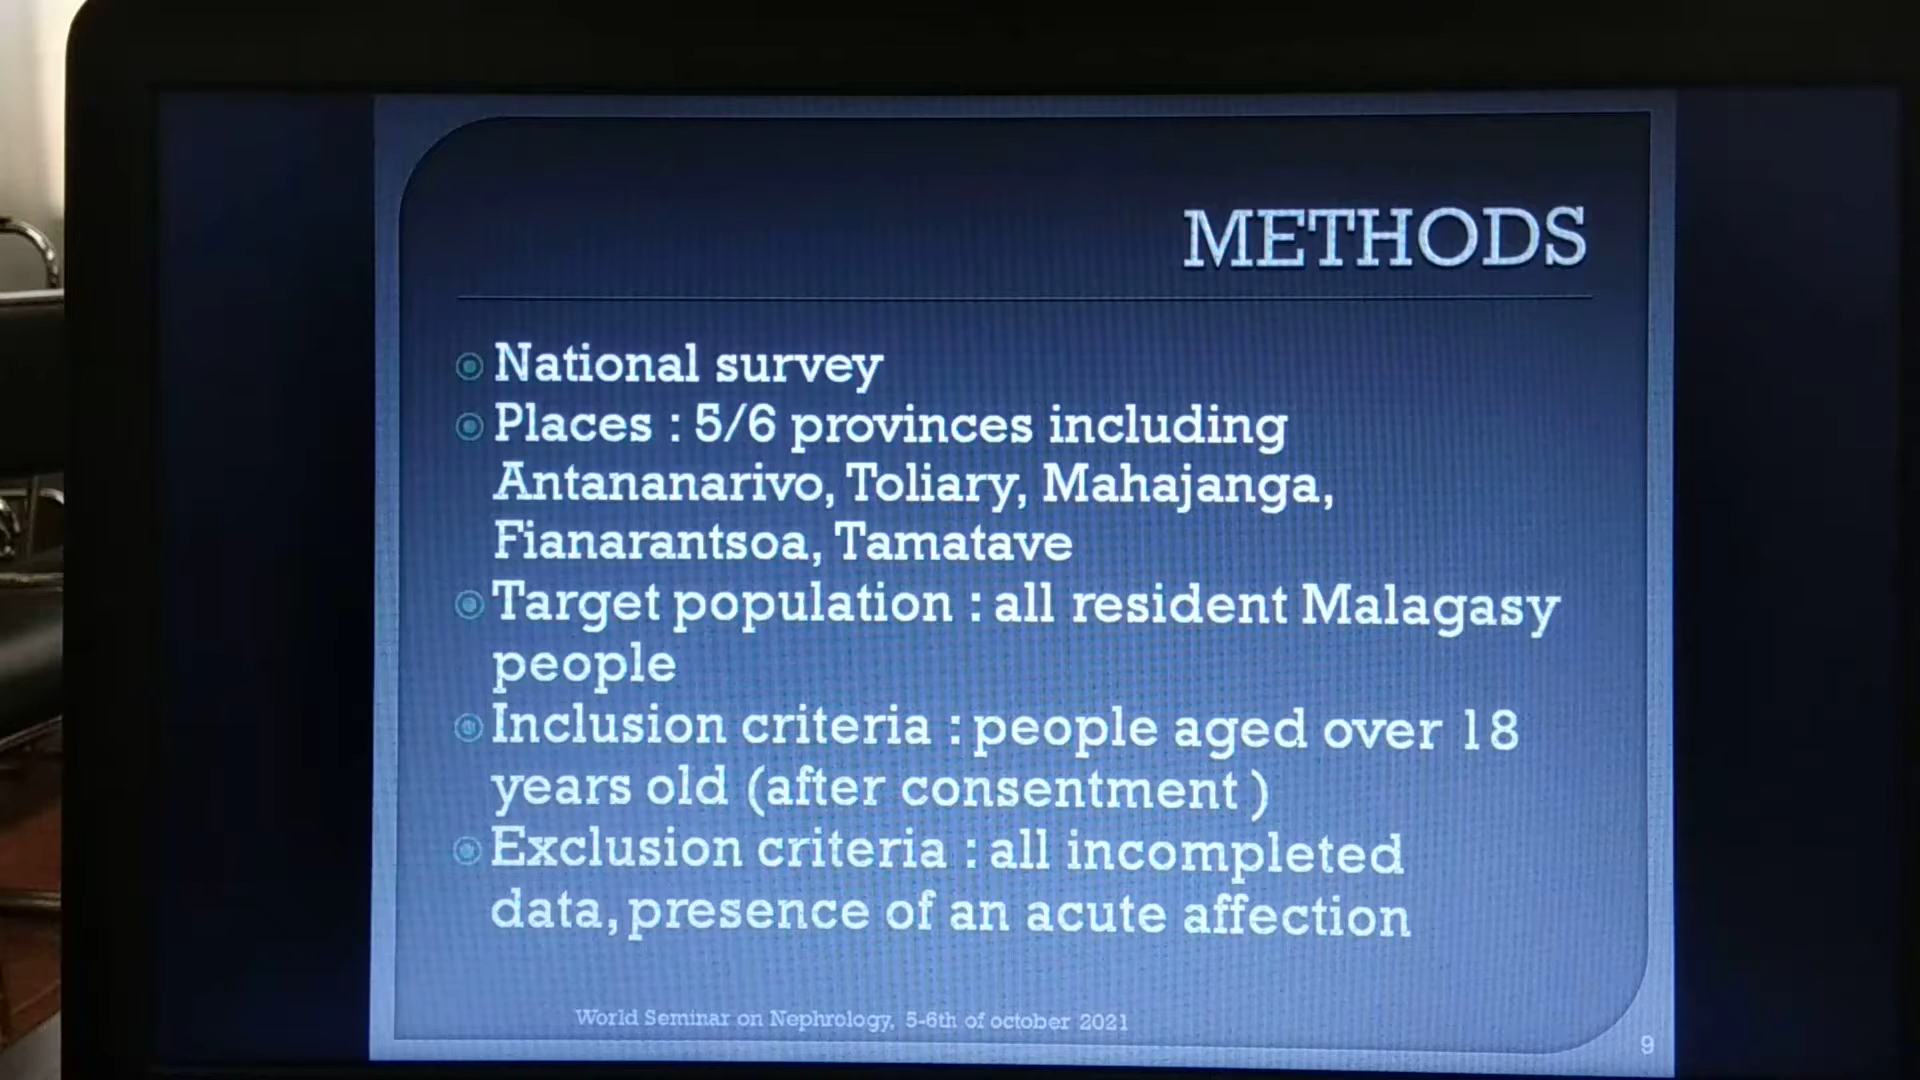 METHODS
National survey
Places : 5/6 provinces including
Antananarivo, Toliary, Mahajanga,
Fianarantsoa, Tamatave
Target population : all resident Malagasy
people
Inclusion criteria : people aged over 18
years old (after consentment )
Exclusion criteria : all incompleted
data, presence of an acute affection
World Seminar on Nephrology, 5-6th of october 2021
9